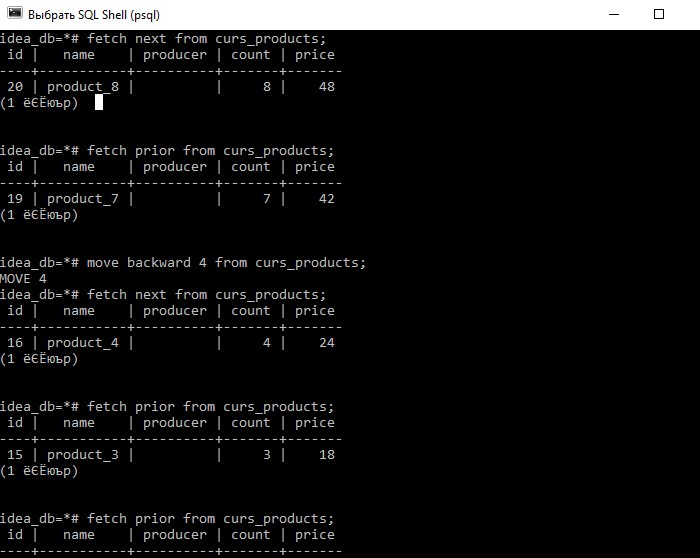 Выбрать SQL Shell (psql)
idea_db=*# fetch next from curs_products;
 id |   name    | producer | count | price
----+-----------+----------+-------+-------
 20 | product_8 |          |     8 |    48
(1 ёЄЁюър)
idea_db=*# fetch prior from curs_products;
 id |   name    | producer | count | price
----+-----------+----------+-------+-------
 19 | product_7 |          |     7 |    42
(1 ёЄЁюър)
idea_db=*# move backward 4 from curs_products;
MOVE 4
idea_db=*# fetch next from curs_products;
 id |   name    | producer | count | price
----+-----------+----------+-------+-------
 16 | product_4 |          |     4 |    24
(1 ёЄЁюър)
idea_db=*# fetch prior from curs_products;
 id |   name    | producer | count | price
----+-----------+----------+-------+-------
 15 | product_3 |          |     3 |    18
(1 ёЄЁюър)
idea_db=*# fetch prior from curs_products;
 id |   name    | producer | count | price
----+-----------+----------+-------+-------